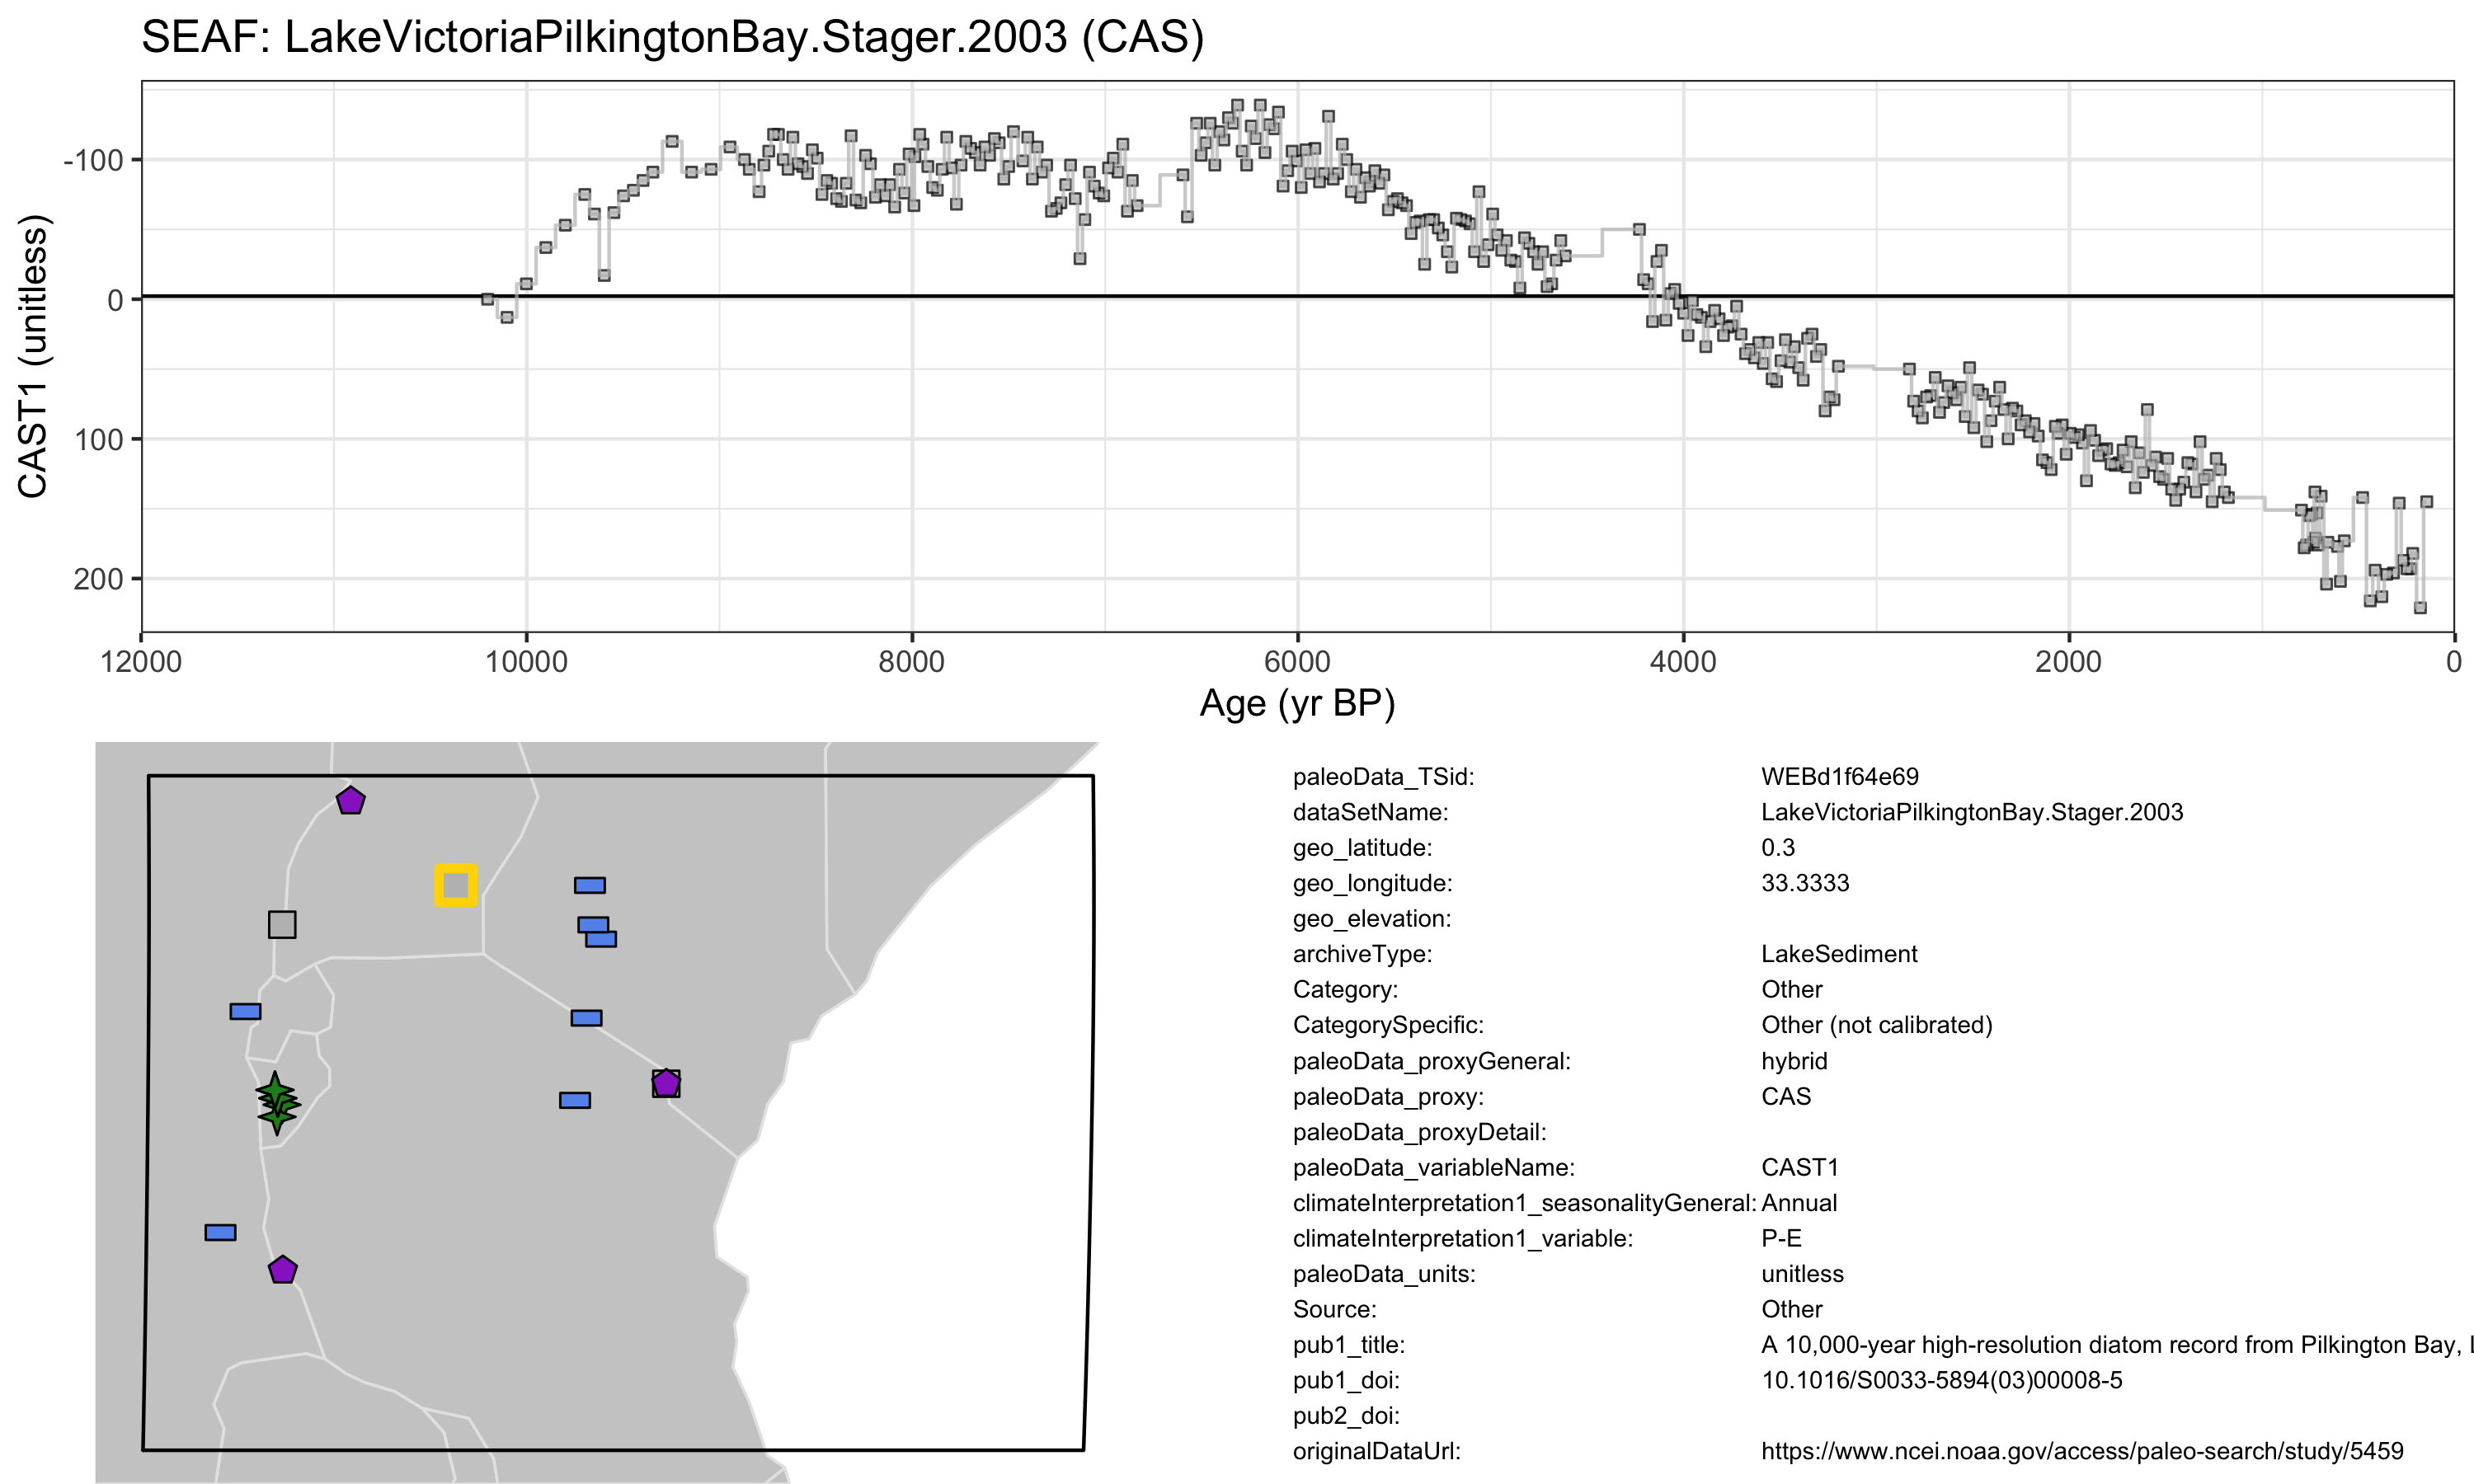 SEAF: LakeVictoriaPilkingtonBay.Stager.2003 (CAS)
CAST1 (unitless)
-100
0
100
200
12000 10000 8000 6000 4000 2000 0
Age (yr BP)
paleoData_TSid: WEBd1f64e69
dataSetName: LakeVictoriaPilkingtonBay.Stager.2003
geo_latitude: 0.3
geo_longitude: 33.3333
geo_elevation:
archiveType: LakeSediment
Category: Other
CategorySpecific: Other (not calibrated)
paleoData_proxyGeneral: hybrid
paleoData_proxy: CAS
paleoData_proxyDetail:
paleoData_variableName: CAST1
climateInterpretation1_seasonalityGeneral: Annual
climateInterpretation1_variable: P-E
paleoData_units: unitless
Source: Other
pub1_title: A 10,000-year high-resolution diatom record from Pilkington Bay,
pub1_doi: 10.1016/S0033-5894(03)00008-5
pub2_doi:
originalDataUrl: https://www.ncei.noaa.gov/access/paleo-search/study/5459